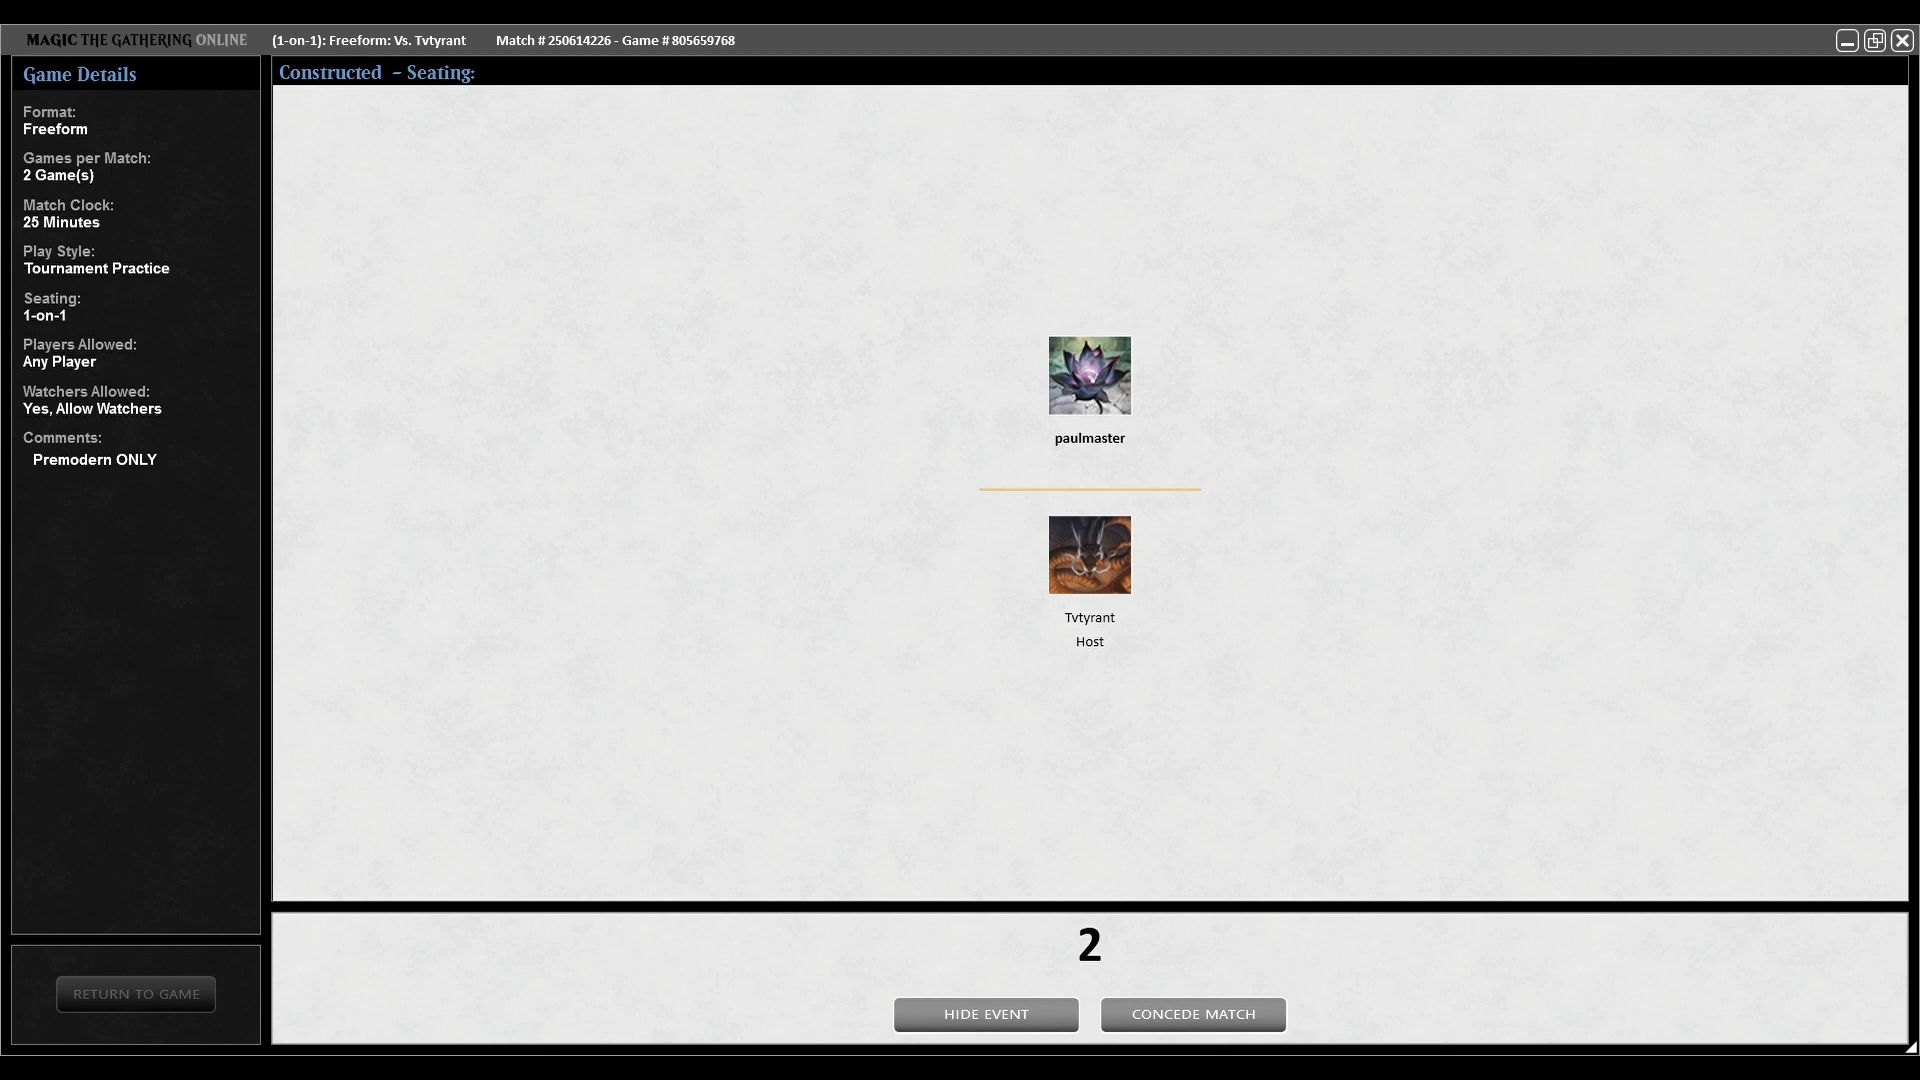 MAGIC THE GATHERING ONLINE
(1-on-1): Freeform: Vs. Tvtyrant
Match # 250614226 - Game # 805659768
Game Details
Format:
Freeform
Games per Match:
2 Game(s)
Match Clock:
25 Minutes
Play Style:
Tournament Practice
Seating:
1-on-1
Players Allowed:
Any Player
Watchers Allowed:
Yes, Allow Watchers
Comments:
Premodern ONLY
RETURN TO GAME
Constructed – Seating:
paulmaster
Tvtyrant
Host
2
HIDE EVENT
CONCEDE MATCH